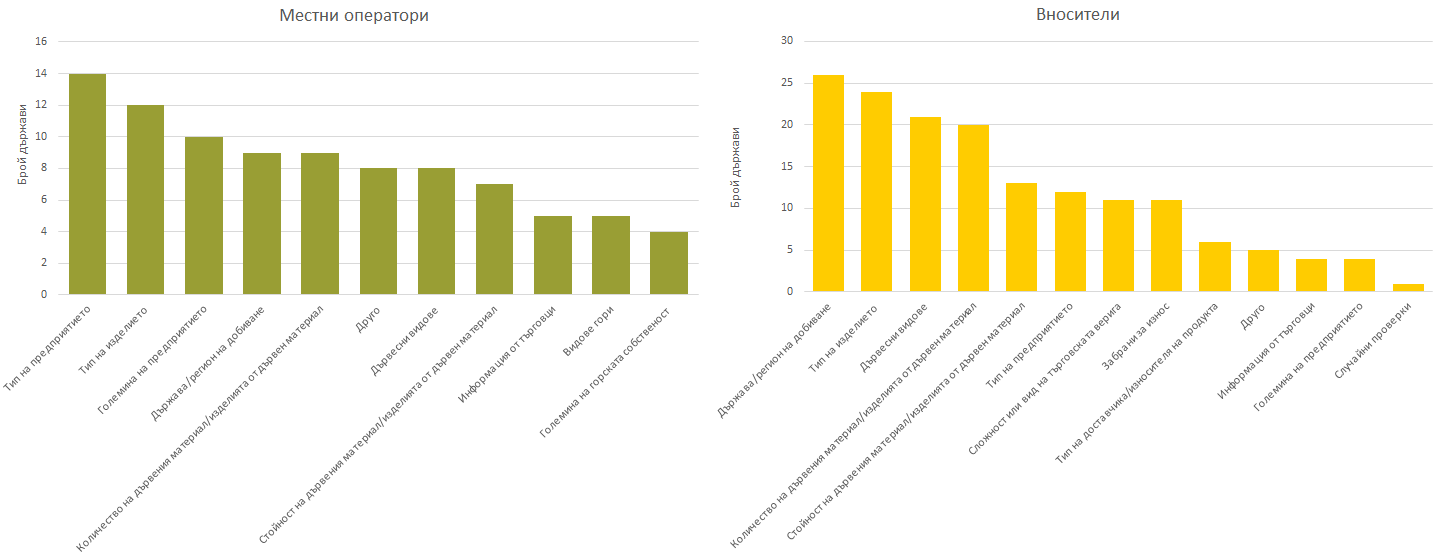 Местни оператори
Брой държави
16
14
12
10
8
6
4
2
0
Тип на предприятието
Тип на изделието
Големина на предприятието
Държава/регион на добиване
Количество на дървения материал/изделията от дървен материал
Друго
Дървесни видове
Стойност на дървения материал/изделията от дървен материал
Информация от търговци
Видове гори
Големина на горската собственост
Вносители
Брой държави
30
25
20
15
10
5
0
Държава/регион на добиване
Тип на изделието
Дървесни видове
Количество на дървения материал/изделията от дървен материал
Стойност на дървения материал/изделията от дървен материал
Тип на предприятието
Сложност или вид на търговската верига
Забрани за износ
Тип на доставчика/износителя на продукта
Друго
Информация от търговци
Големина на предприятието
Случайни проверки